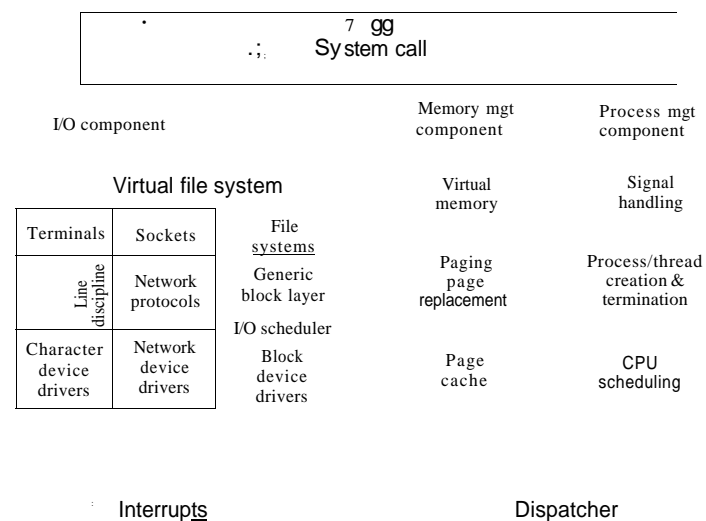 7 gg
System call
I/O component
Memory mgt
component
Process mgt
component
Virtual file system
Virtual
memory
Signal
handling
Terminals
Sockets
File
systems
Line
discipline
Network
protocols
Generic
block layer
Paging
page
replacement
Process/thread
creation &
termination
I/O scheduler
Character
device
drivers
Network
device
drivers
Block
device
drivers
Page
cache
CPU
scheduling
Interrupts
Dispatcher